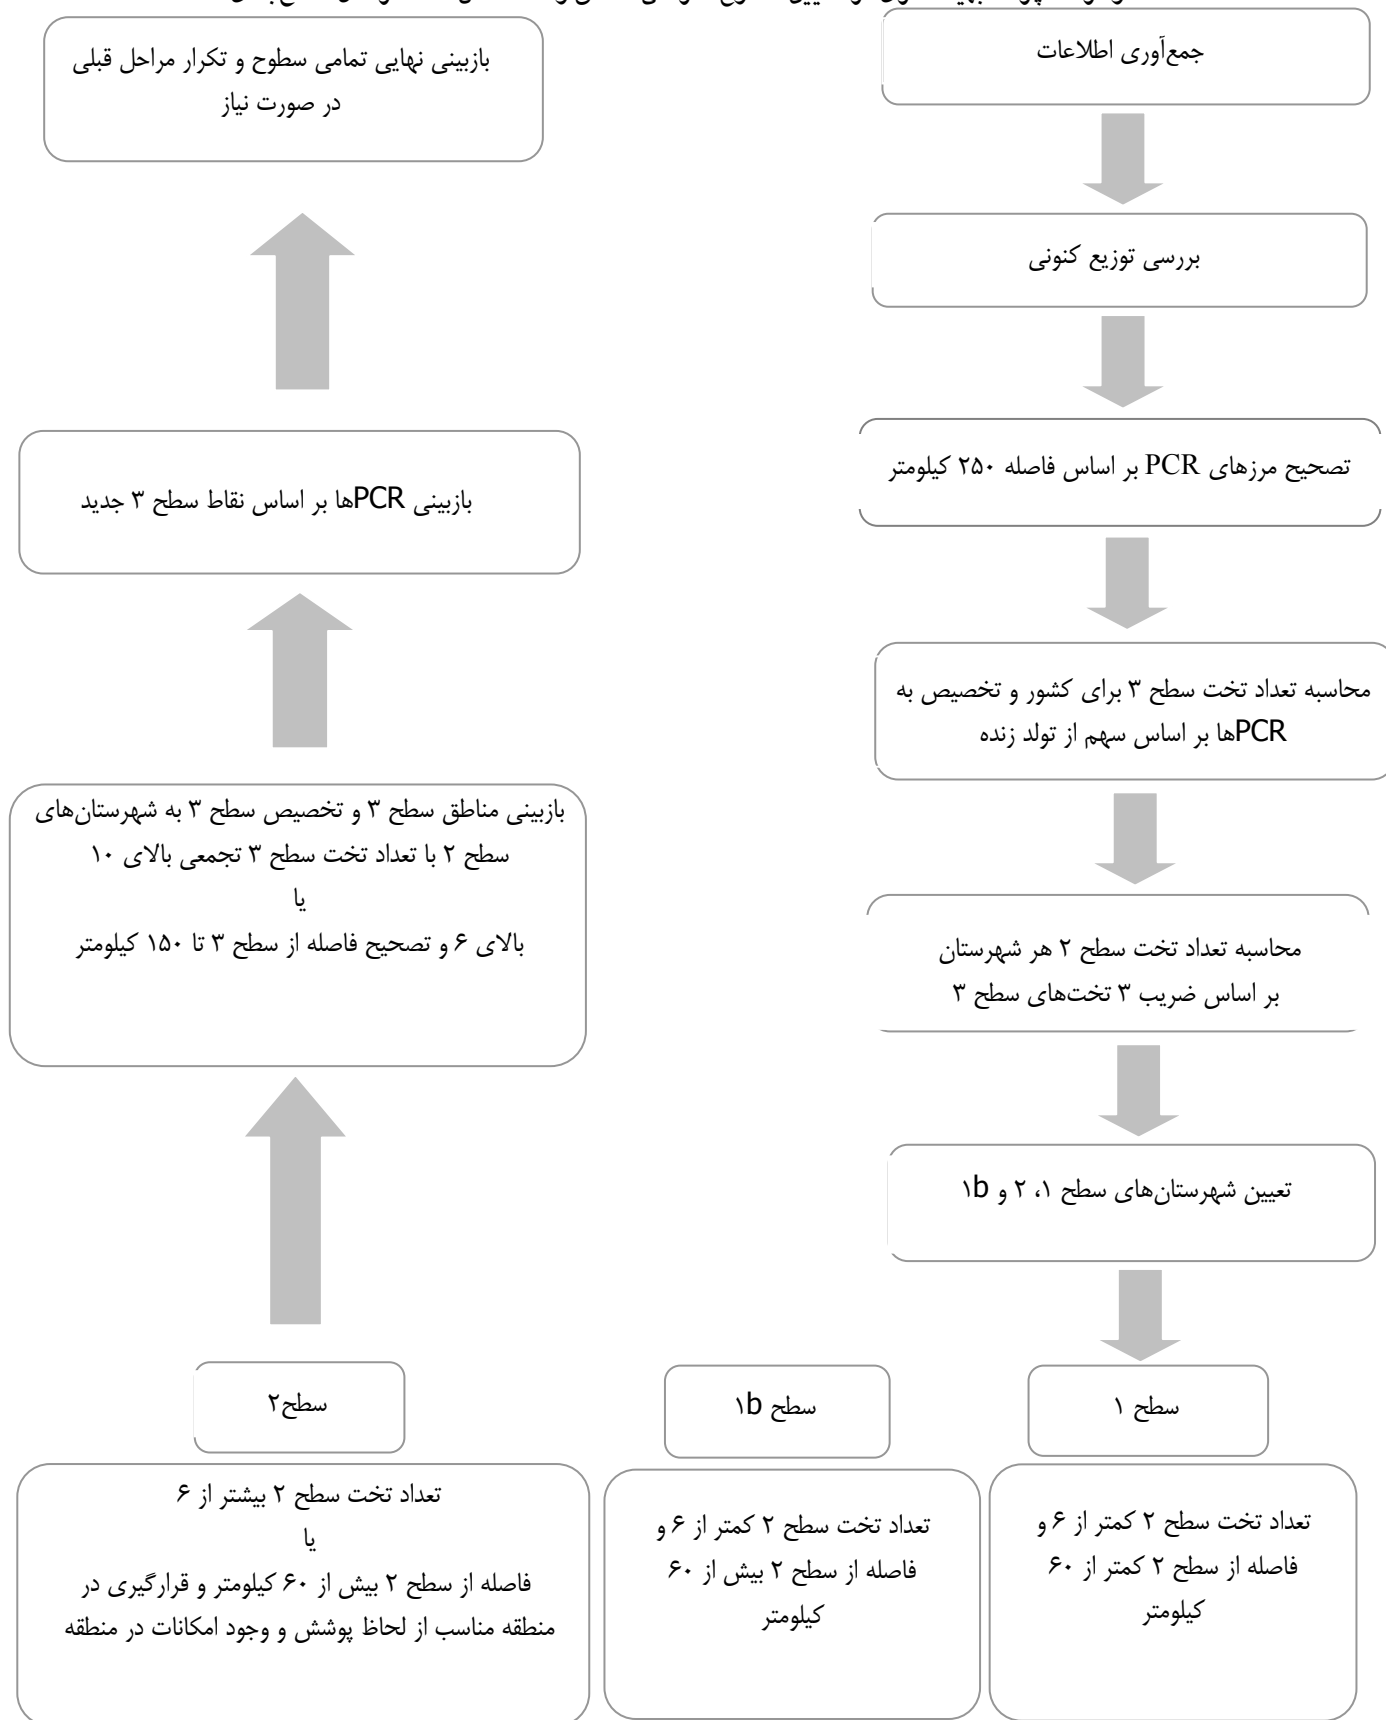 جمع‌آوری اطلاعات
بررسی توزیع کنونی
تصحیح مرزهای PCR بر اساس فاصله ۲۵۰ کیلومتر
محاسبه تعداد تخت سطح ۳ برای کشور و تخصیص به
PCRها بر اساس سهم از تولد زنده
محاسبه تعداد تخت سطح ۲ هر شهرستان
بر اساس ضریب ۳ تخت‌های سطح ۳
تعیین شهرستان‌های سطح ۱، ۲ و ۱b
سطح ۱
تعداد تخت سطح ۲ کمتر از ۶ و
فاصله از سطح ۲ کمتر از ۶۰
کیلومتر
سطح ۱b
تعداد تخت سطح ۲ کمتر از ۶ و
فاصله از سطح ۲ بیش از ۶۰
کیلومتر
سطح۲
تعداد تخت سطح ۲ بیشتر از ۶
یا
فاصله از سطح ۲ بیش از ۶۰ کیلومتر و قرارگیری در
منطقه مناسب از لحاظ پوشش و وجود امکانات در منطقه
بازبینی مناطق سطح ۳ و تخصیص سطح ۳ به شهرستان‌های
سطح ۲ با تعداد تخت سطح ۳ تجمعی بالای ۱۰
یا
بالای ۶ و تصحیح فاصله از سطح ۳ تا ۱۵۰ کیلومتر
بازبینی PCRها بر اساس نقاط سطح ۳ جدید
بازبینی نهایی تمامی سطوح و تکرار مراحل قبلی
در صورت نیاز